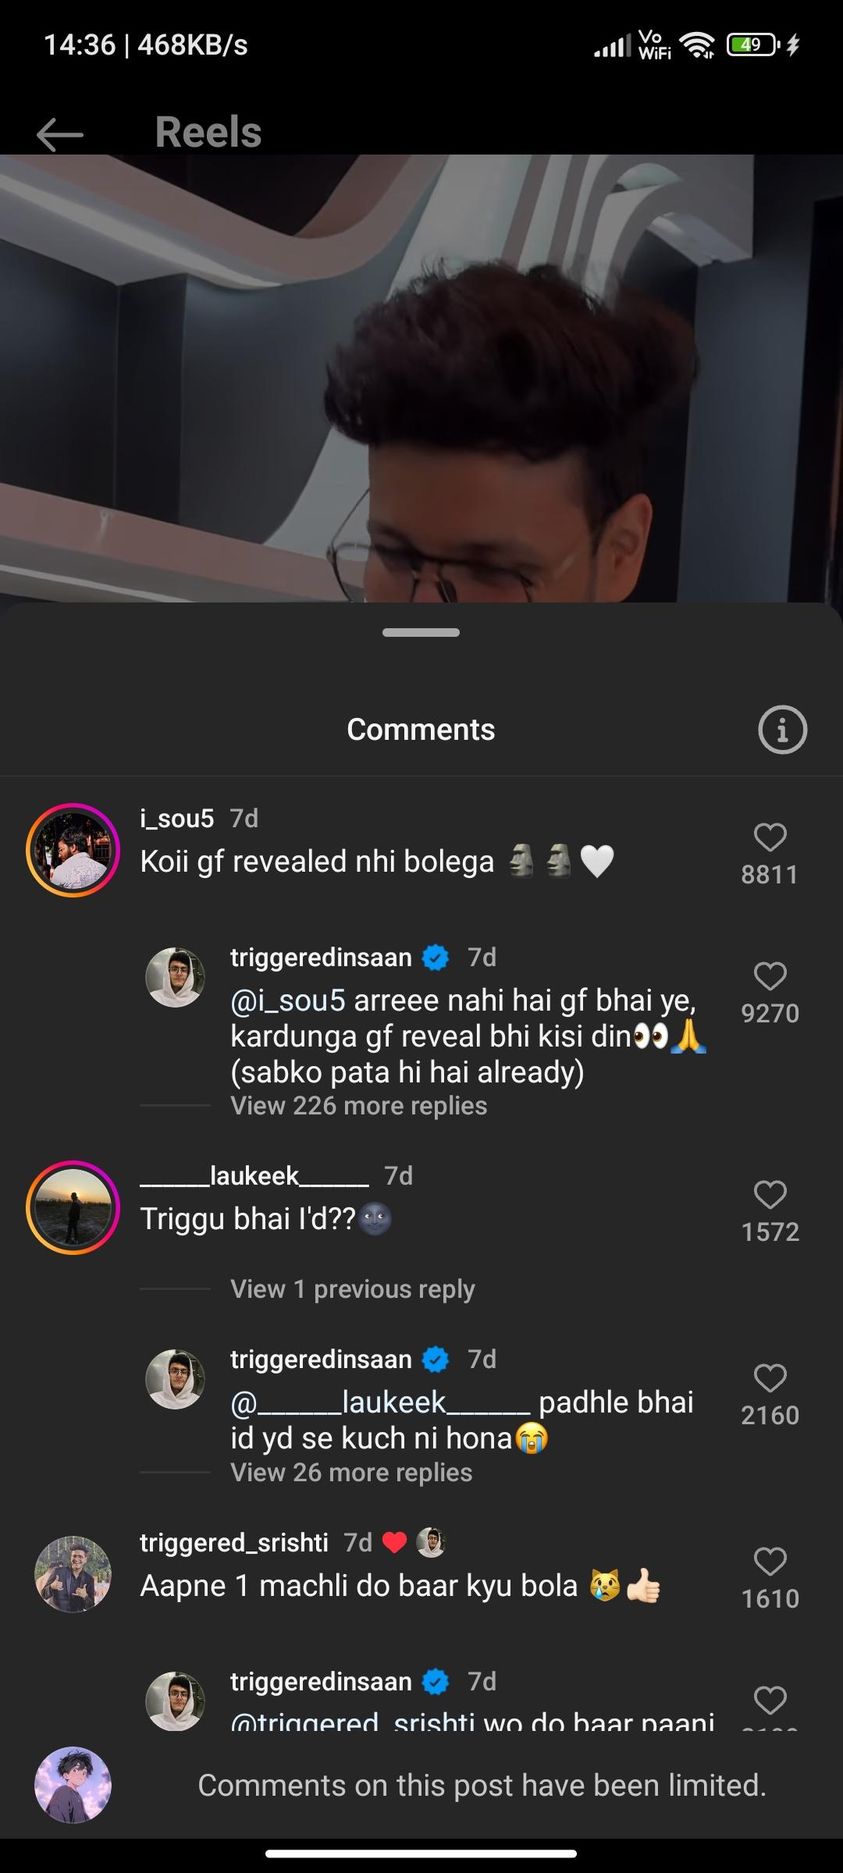 14:36 | 468KB/s
Vo
WiFi
49
Reels
Comments
i_sou5 7d
Koii gf revealed nhi bolega 🗿🗿🤍
8811
triggeredinsaan 7d
@i_sou5 arreee nahi hai gf bhai ye,
kardunga gf reveal bhi kisi din👀🙏
(sabko pata hi hai already)
9270
View 226 more replies
______laukeek______ 7d
Triggu bhai I'd??🌚
1572
View 1 previous reply
triggeredinsaan 7d
@______laukeek______ padhle bhai
id yd se kuch ni hona😭
2160
View 26 more replies
triggered_srishti 7d ❤️
Aapne 1 machli do baar kyu bola 😿👍🏻
1610
triggeredinsaan 7d
@triggered_srishti wo do baar paani
Comments on this post have been limited.